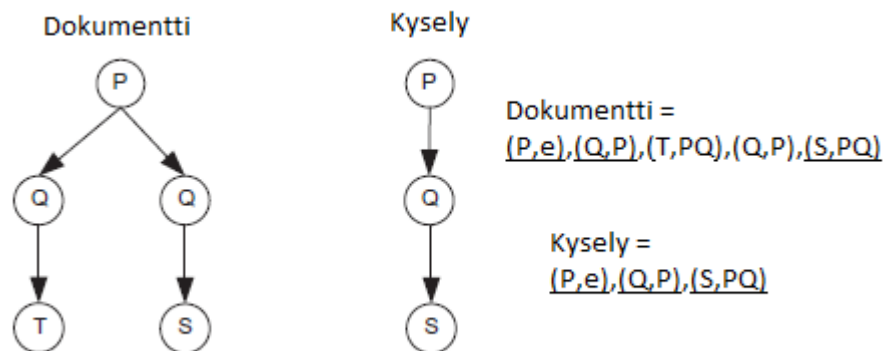 Dokumentti
P
Q
Q
T
S
Kysely
P
Q
S
Dokumentti =
(P,e),(Q,P),(T,PQ),(Q,P),(S,PQ)
Kysely =
(P,e),(Q,P),(S,PQ)